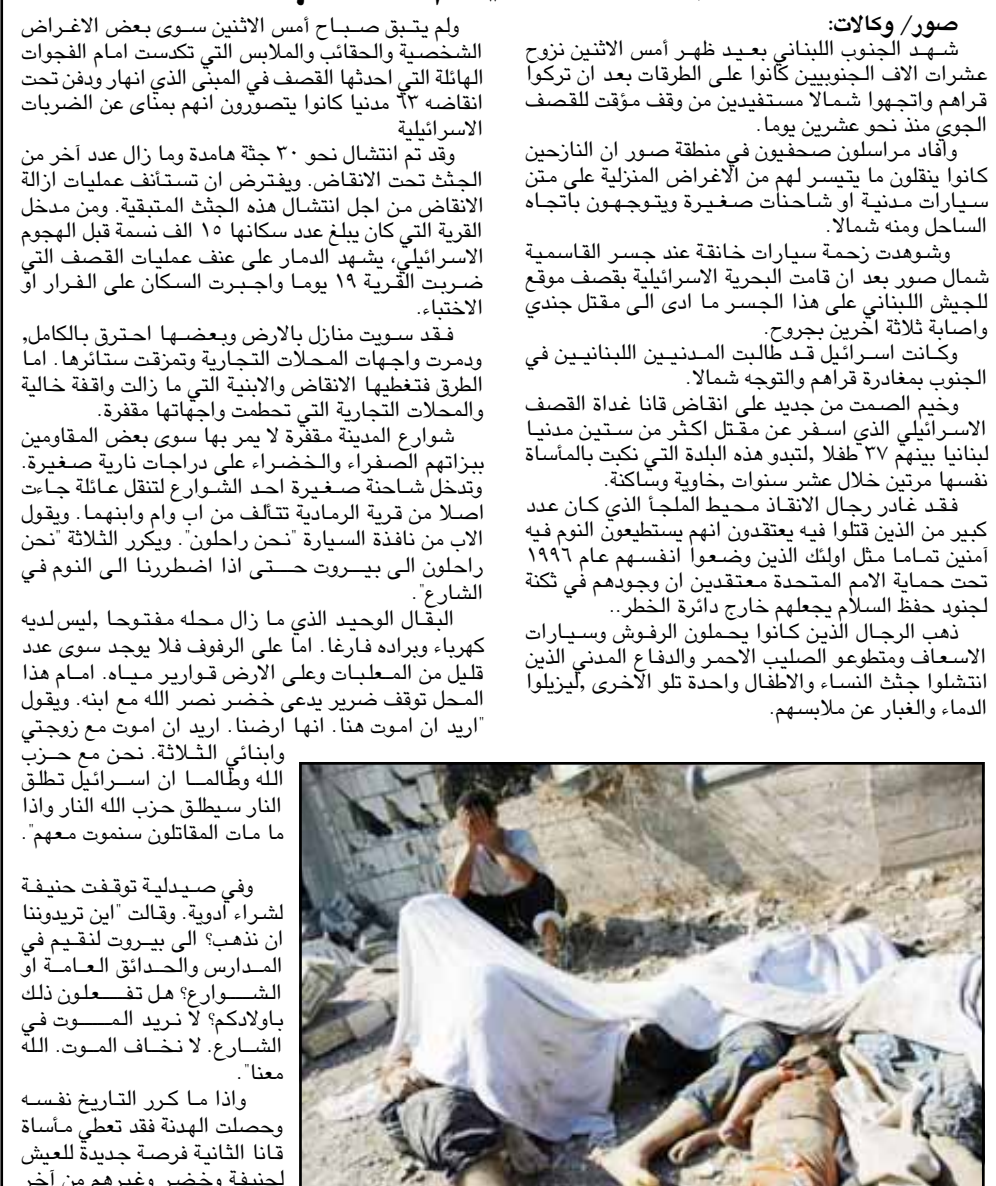 صور/ وكالات:
شهد الجنوب اللبناني بعيد ظهر أمس الاثنين نزوح
عشرات الاف الجنوبيين كانوا على الطرقات بعد ان تركوا
قراهم واتجهوا شمالا مستفيدين من وقف مؤقت للقصف
الجوي منذ نحو عشرين يوما.
وافاد مراسلون صحفيون في منطقة صور ان النازحين
كانوا ينقلون ما يتيسر لهم من الاغراض المنزلية على متن
سيارات مدنية او شاحنات صغيرة ويتوجهون باتجاه
الساحل ومنه شمالا.
وشوهدت زحمة سيارات خانقة عند جسر القاسمية
شمال صور بعد ان قامت البحرية الاسرائيلية بقصف موقع
للجيش اللبناني على هذا الجسر ما ادى الى مقتل جندي
واصابة ثلاثة اخرين بجروح.
وكانت اسرائيل قد طالبت المدنيين اللبنانيين في
الجنوب بمغادرة قراهم والتوجه شمالا.
وخيم الصمت من جديد على انقاض قانا غداة القصف
الاسرائيلي الذي اسفر عن مقتل اكثر من ستين مدنيا
لبنانيا بينهم ٣٧ طفلا ,لتبدو هذه البلدة التي نكبت بالمأساة
نفسها مرتين خلال عشر سنوات ,خاوية وساكنة.
فقد غادر رجال الانقاذ محيط الملجأ الذي كان عدد
كبير من الذين قتلوا فيه يعتقدون انهم يستطيعون النوم فيه
آمنين تماما مثل اولئك الذين وضعوا انفسهم عام ١٩٩٦
تحت حماية الامم المتحدة معتقدين ان وجودهم في ثكنة
لجنود حفظ السلام يجعلهم خارج دائرة الخطر..
ذهب الرجال الذين كانوا يحملون الرفوش وسيارات
الاسعاف ومتطوعو الصليب الاحمر والدفاع المدني الذين
انتشلوا جثث النساء والاطفال واحدة تلو الاخرى ,ليزيلوا
الدماء والغبار عن ملابسهم.
ولم يتبق صباح أمس الاثنين سوى بعض الاغراض
الشخصية والحقائب والملابس التي تكدست امام الفجوات
الهائلة التي احدثها القصف في المبنى الذي انهار ودفن تحت
انقاضه ٦٣ مدنيا كانوا يتصورون انهم بمناى عن الضربات
الاسرائيلية
وقد تم انتشال نحو ٣٠ جثة هامدة وما زال عدد آخر من
الجثث تحت الانقاض. ويفترض ان تستأنف عمليات ازالة
الانقاض من اجل انتشال هذه الجثث المتبقية. ومن مدخل
القرية التي كان يبلغ عدد سكانها ١٥ الف نسمة قبل الهجوم
الاسرائيلي، يشهد الدمار على عنف عمليات القصف التي
ضربت القرية ١٩ يوما واجبرت السكان على الفرار او
الاختباء.
فقد سويت منازل بالارض وبعضها احترق بالكامل,
ودمرت واجهات المحلات التجارية وتمزقت ستائرها. اما
الطرق فتغطيها الانقاض والابنية التي ما زالت واقفة خالية
والمحلات التجارية التي تحطمت واجهاتها مقفرة.
شوارع المدينة مقفرة لا يمر بها سوى بعض المقاومين
ببزاتهم الصفراء والخضراء على دراجات نارية صغيرة.
وتدخل شاحنة صغيرة احد الشوارع لتنقل عائلة جاءت
اصلا من قرية الرمادية تتألف من اب وام وابنهما. ويقول
الاب من نافذة السيارة "نحن راحلون". ويكرر الثلاثة "نحن
راحلون الى بيروت حتى اذا اضطررنا الى النوم في
الشارع".
البقال الوحيد الذي ما زال محله مفتوحا ,ليس لديه
كهرباء وبراده فارغا. اما على الرفوف فلا يوجد سوى عدد
قليل من المعلبات وعلى الارض قوارير مياه. امام هذا
المحل توقف ضرير يدعى خضر نصر الله مع ابنه. ويقول
"اريد ان اموت هنا. انها ارضنا. اريد ان اموت مع زوجتي
وابنائي الثلاثة. نحن مع حزب
الله وطالما ان اسرائيل تطلق
النار سيطلق حزب الله النار واذا
ما مات المقاتلون سنموت معهم".
وفي صيدلية توقفت حنيفة
لشراء أدوية. وقالت "اين تريدوننا
ان نذهب؟ الى بيروت لنقيم في
المدارس والحدائق العامة او
الشوارع؟ هل تفعلون ذلك
باولادكم؟ لا نريد الموت في
الشارع. لا نخاف الموت. الله
معنا".
واذا ما كرر التاريخ نفسه
وحصلت الهدنة فقد تعطي مأساة
قانا الثانية فرصة جديدة للعيش
لحنيفة وخضر وغيرهم من آخر